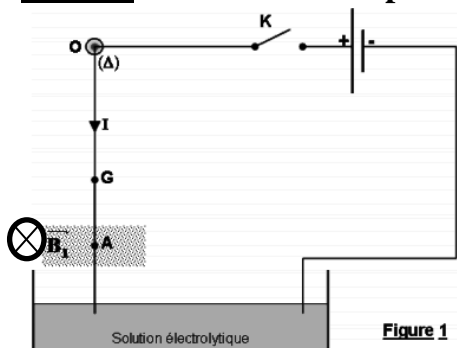 K
+ -
O
(Δ)
I
G
B₁
A
Solution électrolytique
Figure 1